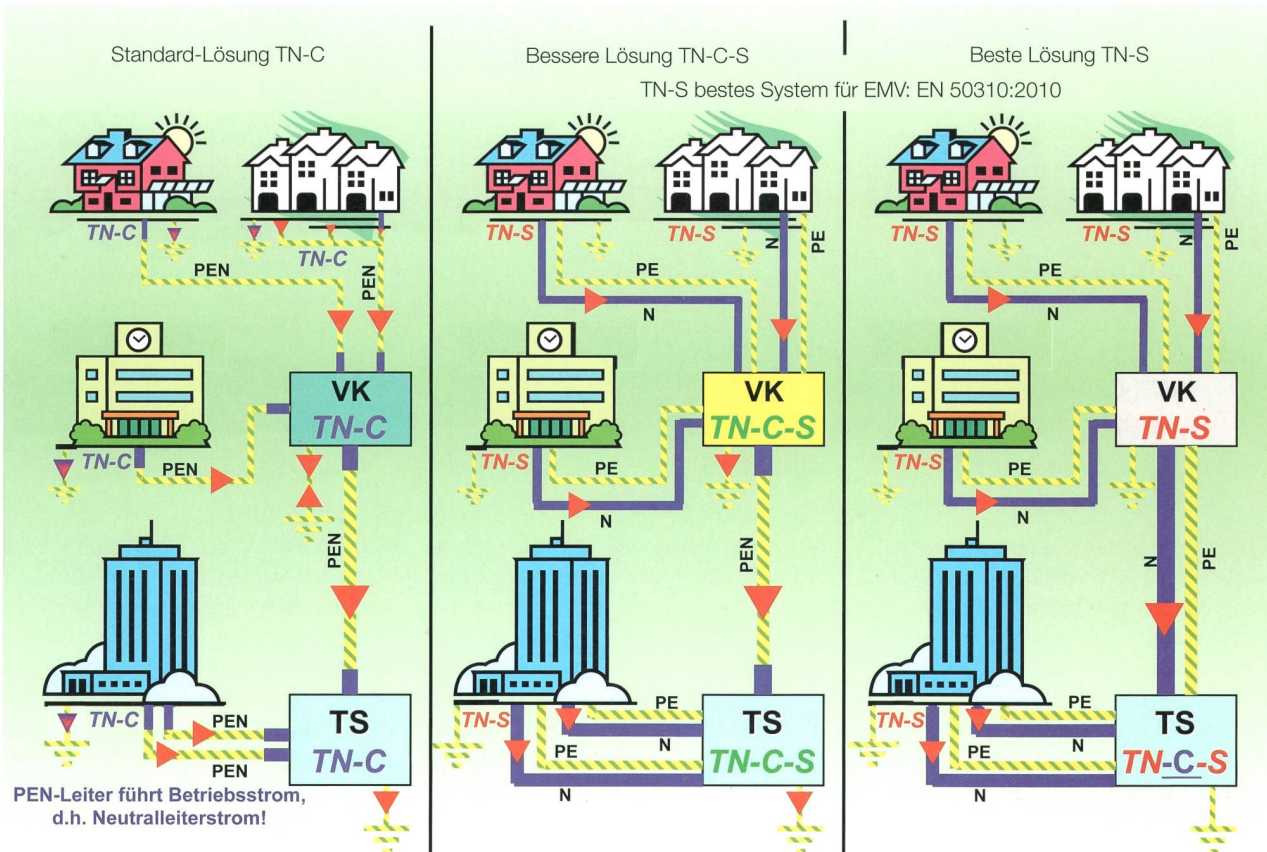 Standard-Lösung TN-C
Bessere Lösung TN-C-S
Beste Lösung TN-S
TN-S bestes System für EMV: EN 50310:2010
TN-C
TN-C
PEN
PEN
VK
TN-C
TN-C
PEN
PEN
TN-C
PEN
PEN
TS
TN-C
PEN-Leiter führt Betriebsstrom,
d.h. Neutralleiterstrom!
TN-S
N
PE
PE
N
VK
TN-C-S
TN-S
PE
N
PEN
TN-S
PE
N
PE
N
TS
TN-C-S
TN-S
TN-S
N
PE
PE
N
VK
TN-S
TN-S
PE
N
N
PE
TN-S
PE
N
PE
N
TS
TN-C-S